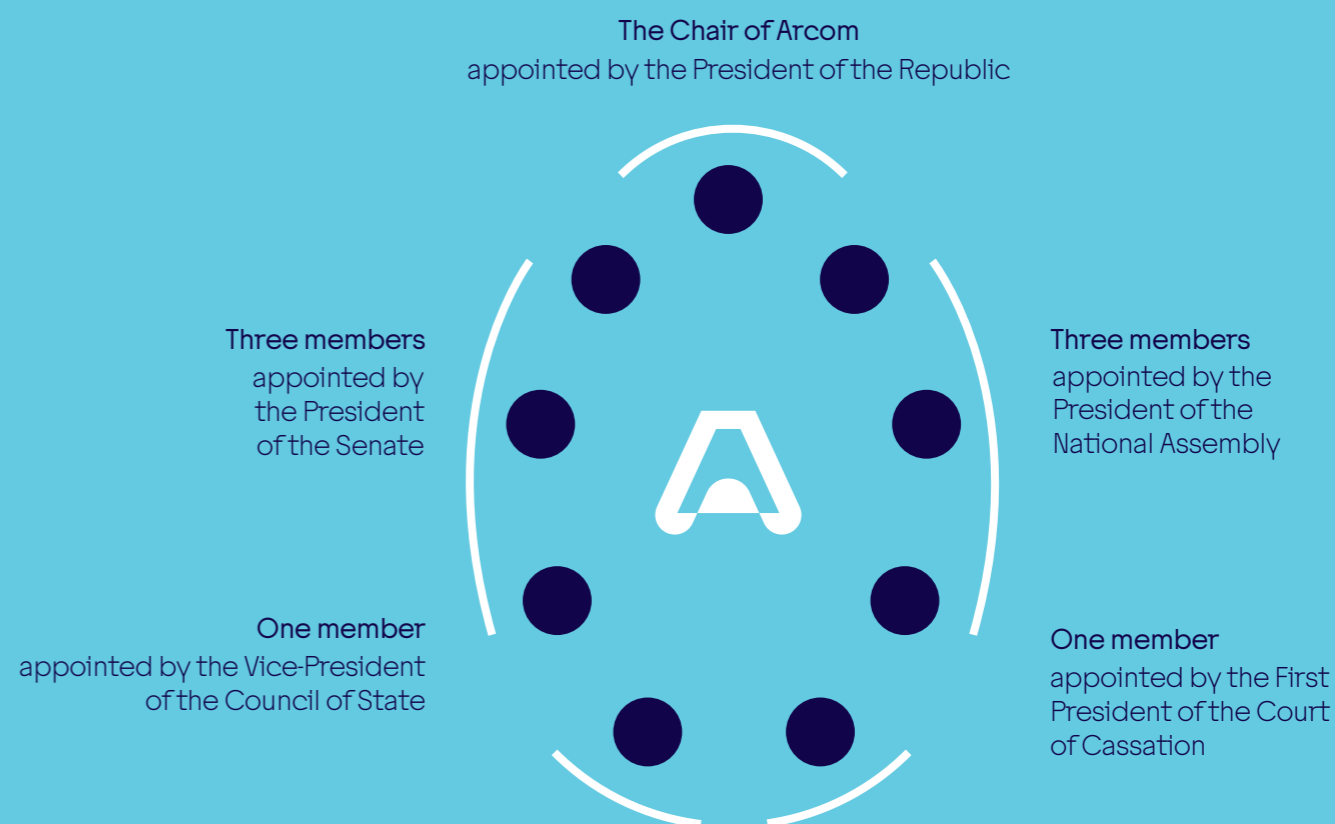 The Chair of Arcom
appointed by the President of the Republic
Three members
appointed by
the President
of the Senate
Three members
appointed by the
President of the
National Assembly
One member
appointed by the Vice-President
of the Council of State
One member
appointed by the First
President of the Court
of Cassation